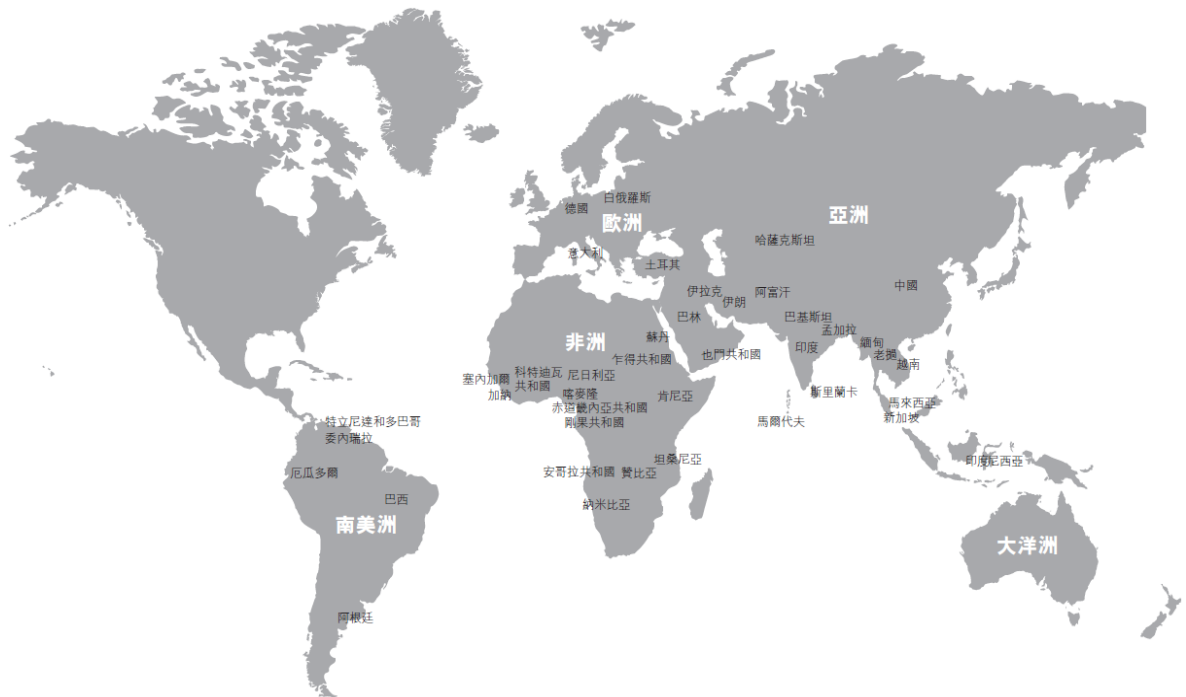 白俄羅斯
德國
亞洲
歐洲
哈薩克斯坦
意大利
土耳其
中國
伊拉克
伊朗
阿富汗
巴林
巴基斯坦
孟加拉
蘇丹
非洲
緬甸
印度
老撾
乍得共和國
也門共和國
越南
科特迪瓦
共和國
尼日利亞
塞內加爾
加納
喀麥隆
肯尼亞
斯里蘭卡
馬來西亞
赤道畿內亞共和國
新加坡
剛果共和國
馬爾代夫
特立尼達和多巴哥
委內瑞拉
坦桑尼亞
印度尼西亞
厄瓜多爾
安哥拉共和國
贊比亞
巴西
納米比亞
南美洲
大洋洲
阿根廷